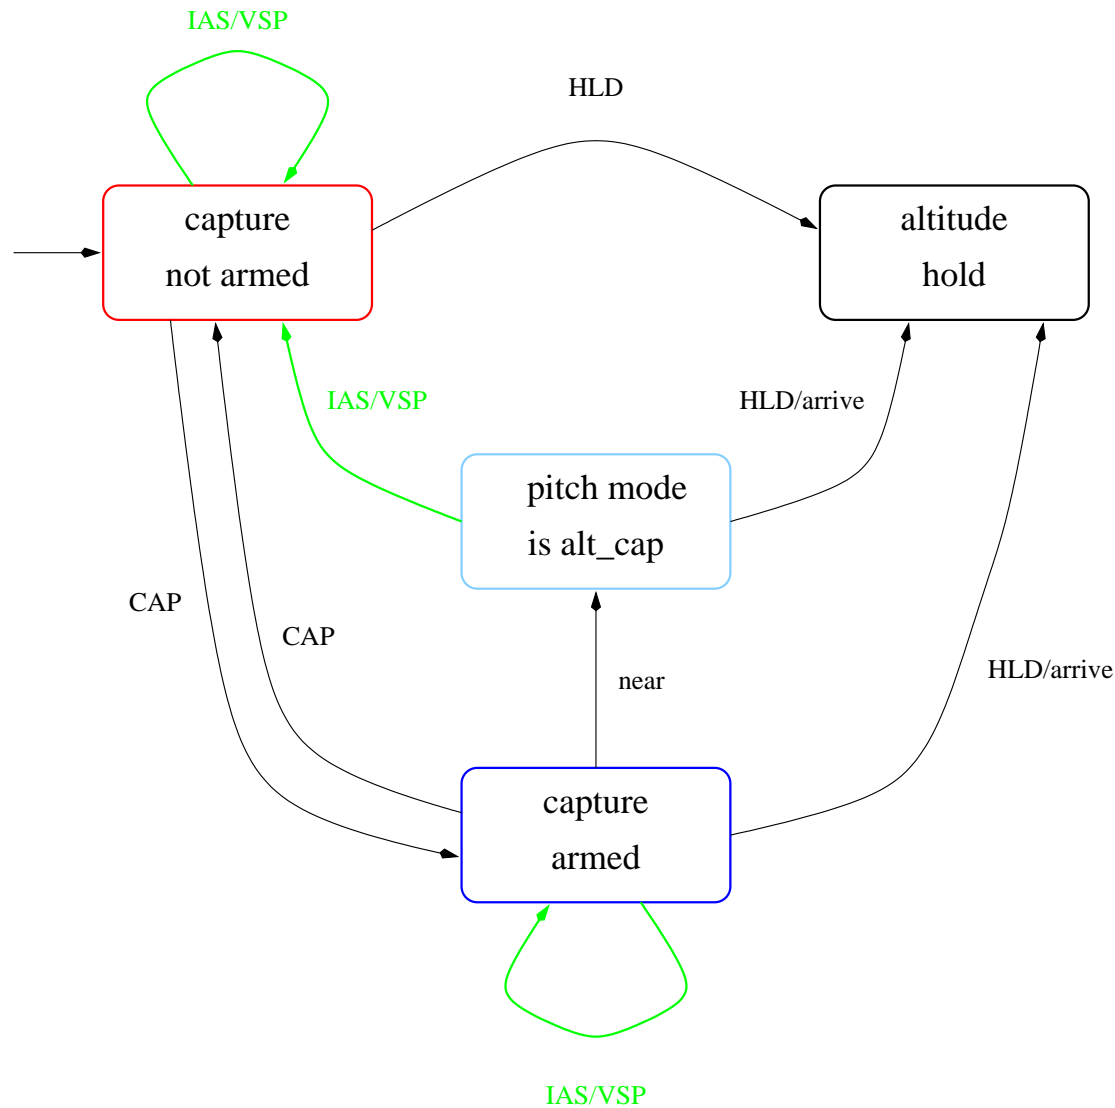 IAS/VSP
HLD
capture
not armed
altitude
hold
IAS/VSP
HLD/arrive
pitch mode
is alt_cap
CAP
CAP
near
HLD/arrive
capture
armed
IAS/VSP